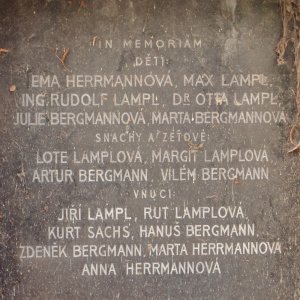 IN MEMORIAM
DĚTI:
EMA HERRMANNOVÁ, MAX LAMPL,
ING. RUDOLF LAMPL, DR. OTTA LAMPL,
JULIE BERGMANNOVÁ, MARTA BERGMANNOVÁ
SNACHY A ZEŤOVÉ:
LOTE LAMPLOVÁ, MARGIT LAMPLOVÁ
ARTUR BERGMANN, VILÉM BERGMANN
VNUCI:
JIŘÍ LAMPL, RUT LAMPLOVÁ
KURT SACHS, HANUŠ BERGMANN,
ZDENĚK BERGMANN, MARTA HERRMANNOVÁ
ANNA HERRMANNOVÁ